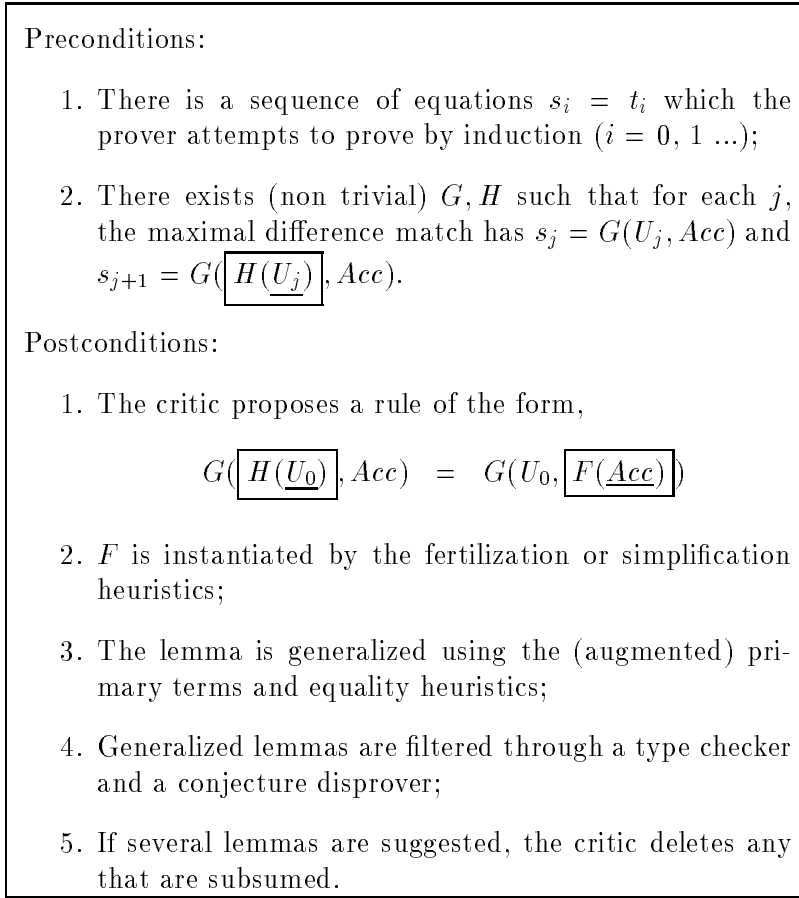 Preconditions:
1. There is a sequence of equations s_i = t_i which the
prover attempts to prove by induction (i = 0, 1 ...);
2. There exists (non trivial) G, H such that for each j,
the maximal difference match has s_j = G(U_j, Acc) and
s_{j+1} = G(H(U_j), Acc).
Postconditions:
1. The critic proposes a rule of the form,
G(H(U_0), Acc) = G(U_0, F(Acc))
2. F is instantiated by the fertilization or simplification
heuristics;
3. The lemma is generalized using the (augmented) pri-
mary terms and equality heuristics;
4. Generalized lemmas are filtered through a type checker
and a conjecture disprover;
5. If several lemmas are suggested, the critic deletes any
that are subsumed.